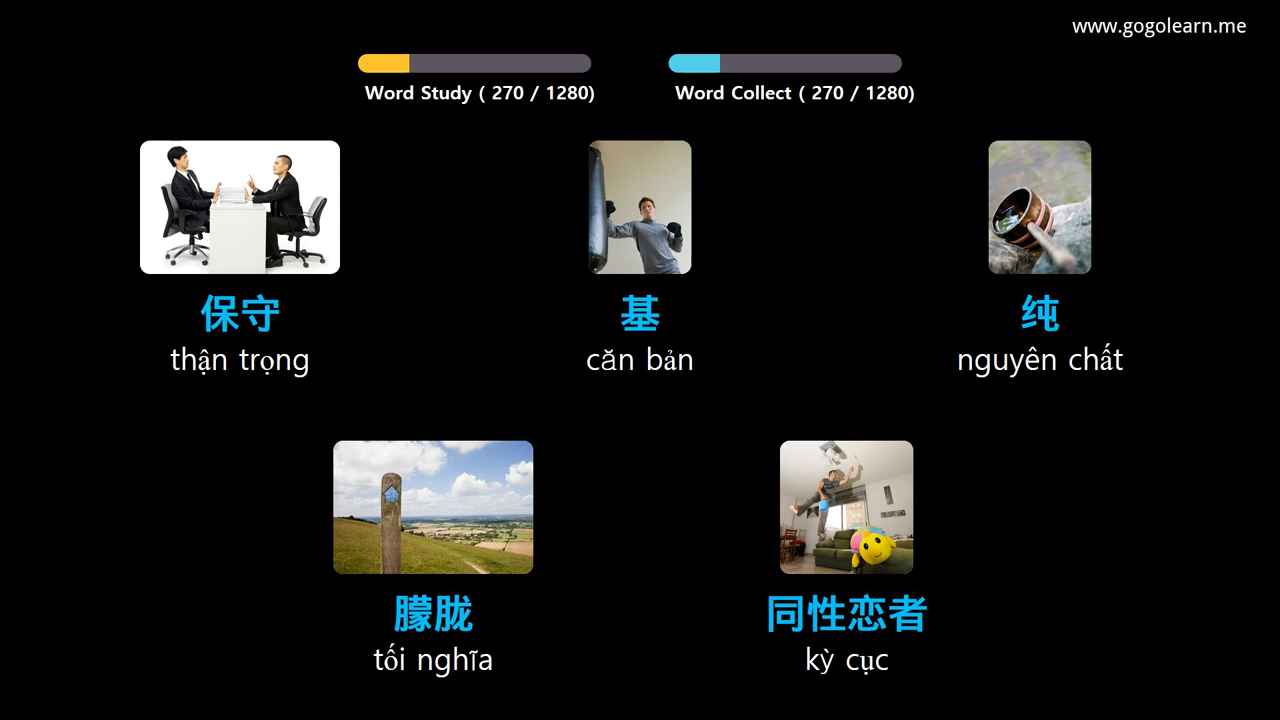 www.gogolearn.me
Word Study ( 270 / 1280)
Word Collect ( 270 / 1280)
保守
thận trọng
基
căn bản
纯
nguyên chất
朦胧
tối nghĩa
同性恋者
kỳ cục